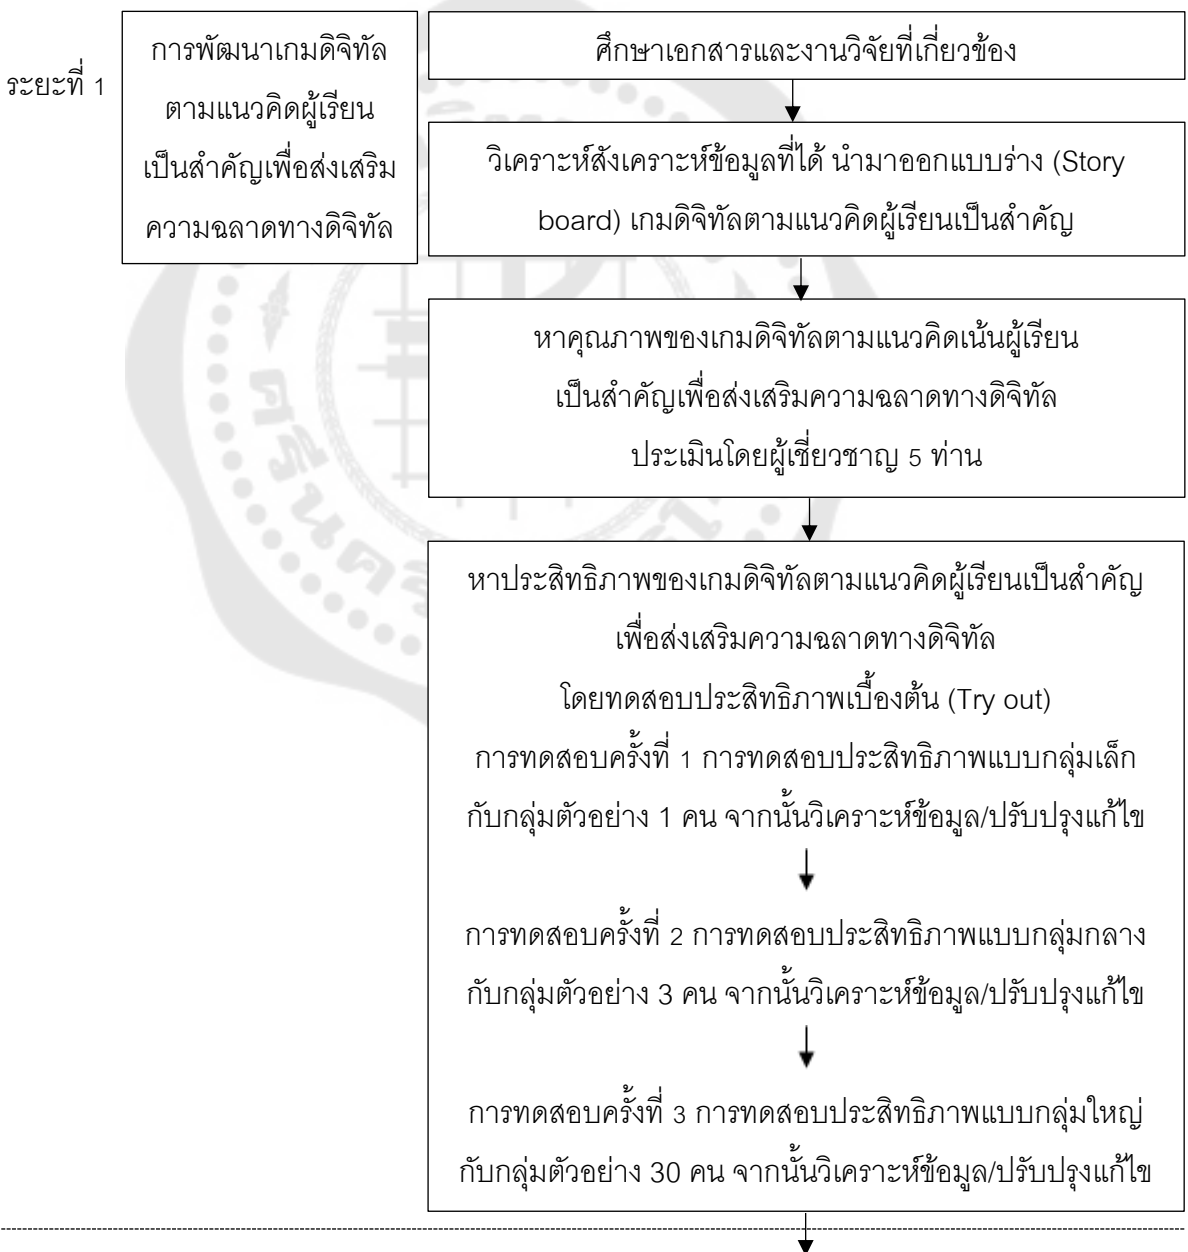 ระยะที่ 1
การพัฒนาเกมดิจิทัล
ตามแนวคิดผู้เรียน
เป็นสำคัญเพื่อส่งเสริม
ความฉลาดทางดิจิทัล
ศึกษาเอกสารและงานวิจัยที่เกี่ยวข้อง
วิเคราะห์สังเคราะห์ข้อมูลที่ได้ นำมาออกแบบร่าง (Story
board) เกมดิจิทัลตามแนวคิดผู้เรียนเป็นสำคัญ
หาคุณภาพของเกมดิจิทัลตามแนวคิดเน้นผู้เรียน
เป็นสำคัญเพื่อส่งเสริมความฉลาดทางดิจิทัล
ประเมินโดยผู้เชี่ยวชาญ 5 ท่าน
หาประสิทธิภาพของเกมดิจิทัลตามแนวคิดผู้เรียนเป็นสำคัญ
เพื่อส่งเสริมความฉลาดทางดิจิทัล
โดยทดสอบประสิทธิภาพเบื้องต้น (Try out)
การทดสอบครั้งที่ 1 การทดสอบประสิทธิภาพแบบกลุ่มเล็ก
กับกลุ่มตัวอย่าง 1 คน จากนั้นวิเคราะห์ข้อมูล/ปรับปรุงแก้ไข
การทดสอบครั้งที่ 2 การทดสอบประสิทธิภาพแบบกลุ่มกลาง
กับกลุ่มตัวอย่าง 3 คน จากนั้นวิเคราะห์ข้อมูล/ปรับปรุงแก้ไข
การทดสอบครั้งที่ 3 การทดสอบประสิทธิภาพแบบกลุ่มใหญ่
กับกลุ่มตัวอย่าง 30 คน จากนั้นวิเคราะห์ข้อมูล/ปรับปรุงแก้ไข